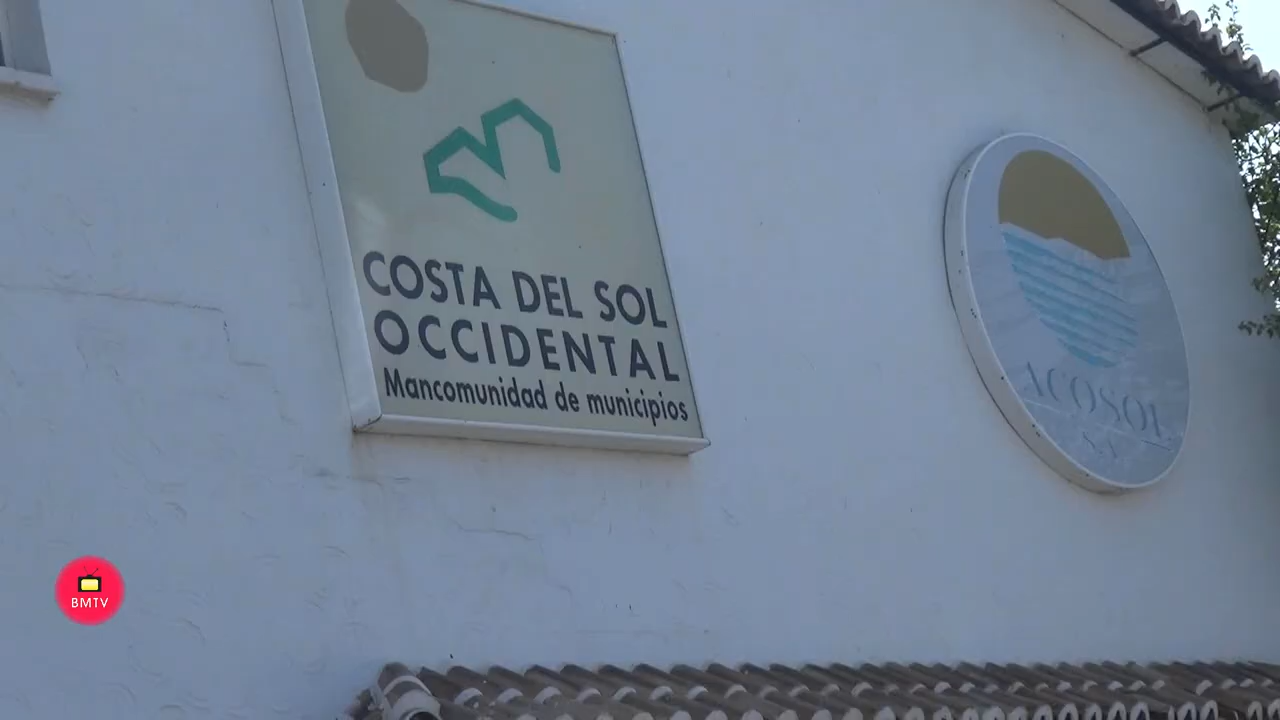 COSTA DEL SOL
OCCIDENTAL
Mancomunidad de municipios
ACOSOL
S.A.
BMTV